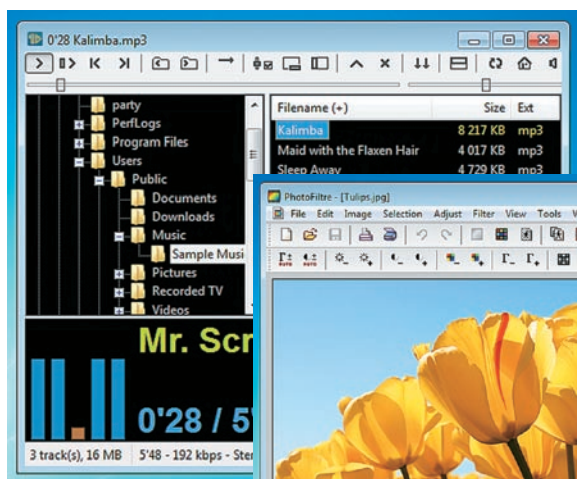 0'28 Kalimba.mp3
party
PerfLogs
Program Files
Users
Public
Documents
Downloads
Music
Sample Musi
Pictures
Recorded TV
Videos
Filename (+) Size Ext
Kalimba 8 217 KB mp3
Maid with the Flaxen Hair 4 017 KB mp3
Sleep Away 4 729 KB mp3
Mr. Scr
0'28 / 5'
3 track(s), 16 MB 5'48 - 192 kbps - Ster
PhotoFiltre - [Tulips.jpg]
File Edit Image Selection Adjust Filter View Tools W
AUTO AUTO